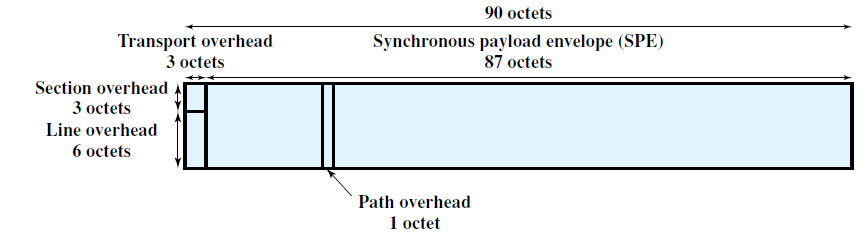 90 octets
Transport overhead
3 octets
Synchronous payload envelope (SPE)
87 octets
Section overhead
3 octets
Line overhead
6 octets
Path overhead
1 octet